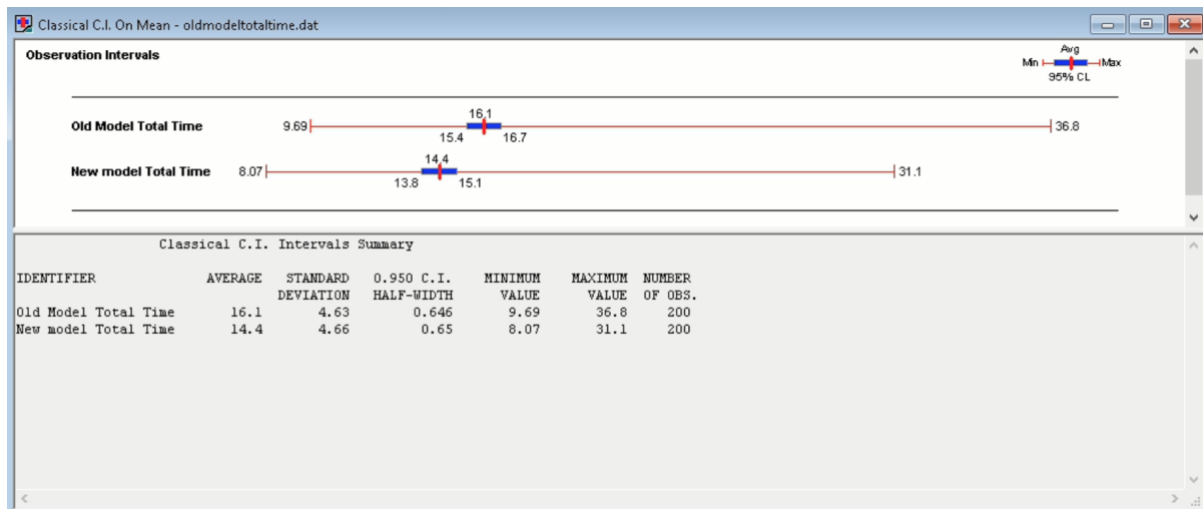 Classical C.I. On Mean - oldmodeltotaltime.dat
Observation Intervals
Avg
Min Max
95% CL
16.1
Old Model Total Time 9.69 36.8
15.4 16.7
14.4
New model Total Time 8.07 31.1
13.8 15.1
Classical C.I. Intervals Summary
IDENTIFIER AVERAGE STANDARD 0.950 C.I. MINIMUM MAXIMUM NUMBER
DEVIATION HALF-WIDTH VALUE VALUE OF OBS.
Old Model Total Time 16.1 4.63 0.646 9.69 36.8 200
New model Total Time 14.4 4.66 0.65 8.07 31.1 200